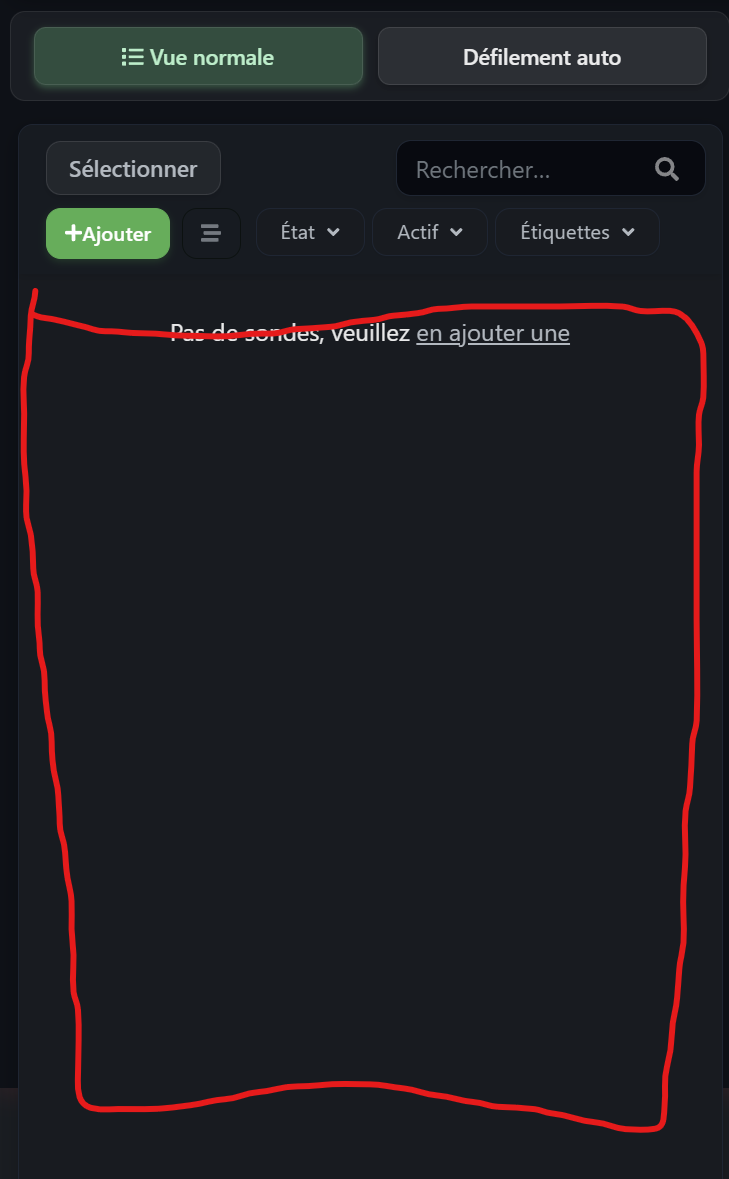 Vue normale
Défilement auto
Sélectionner
Rechercher...
+Ajouter
État
Actif
Étiquettes
Pas de sondes, veuillez en ajouter une